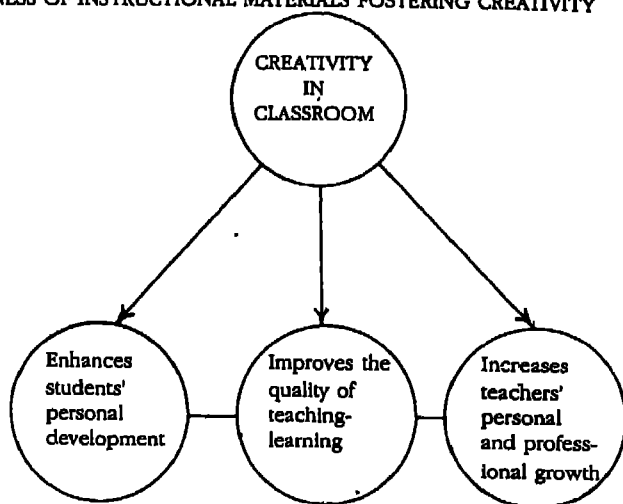 OF INSTRUCTIONAL MATERIALS FOSTERING CREATIVITY
CREATIVITY
IN
CLASSROOM
Enhances
students'
personal
development
Improves the
quality of
teaching-
learning
Increases
teachers'
personal
and profess-
ional growth